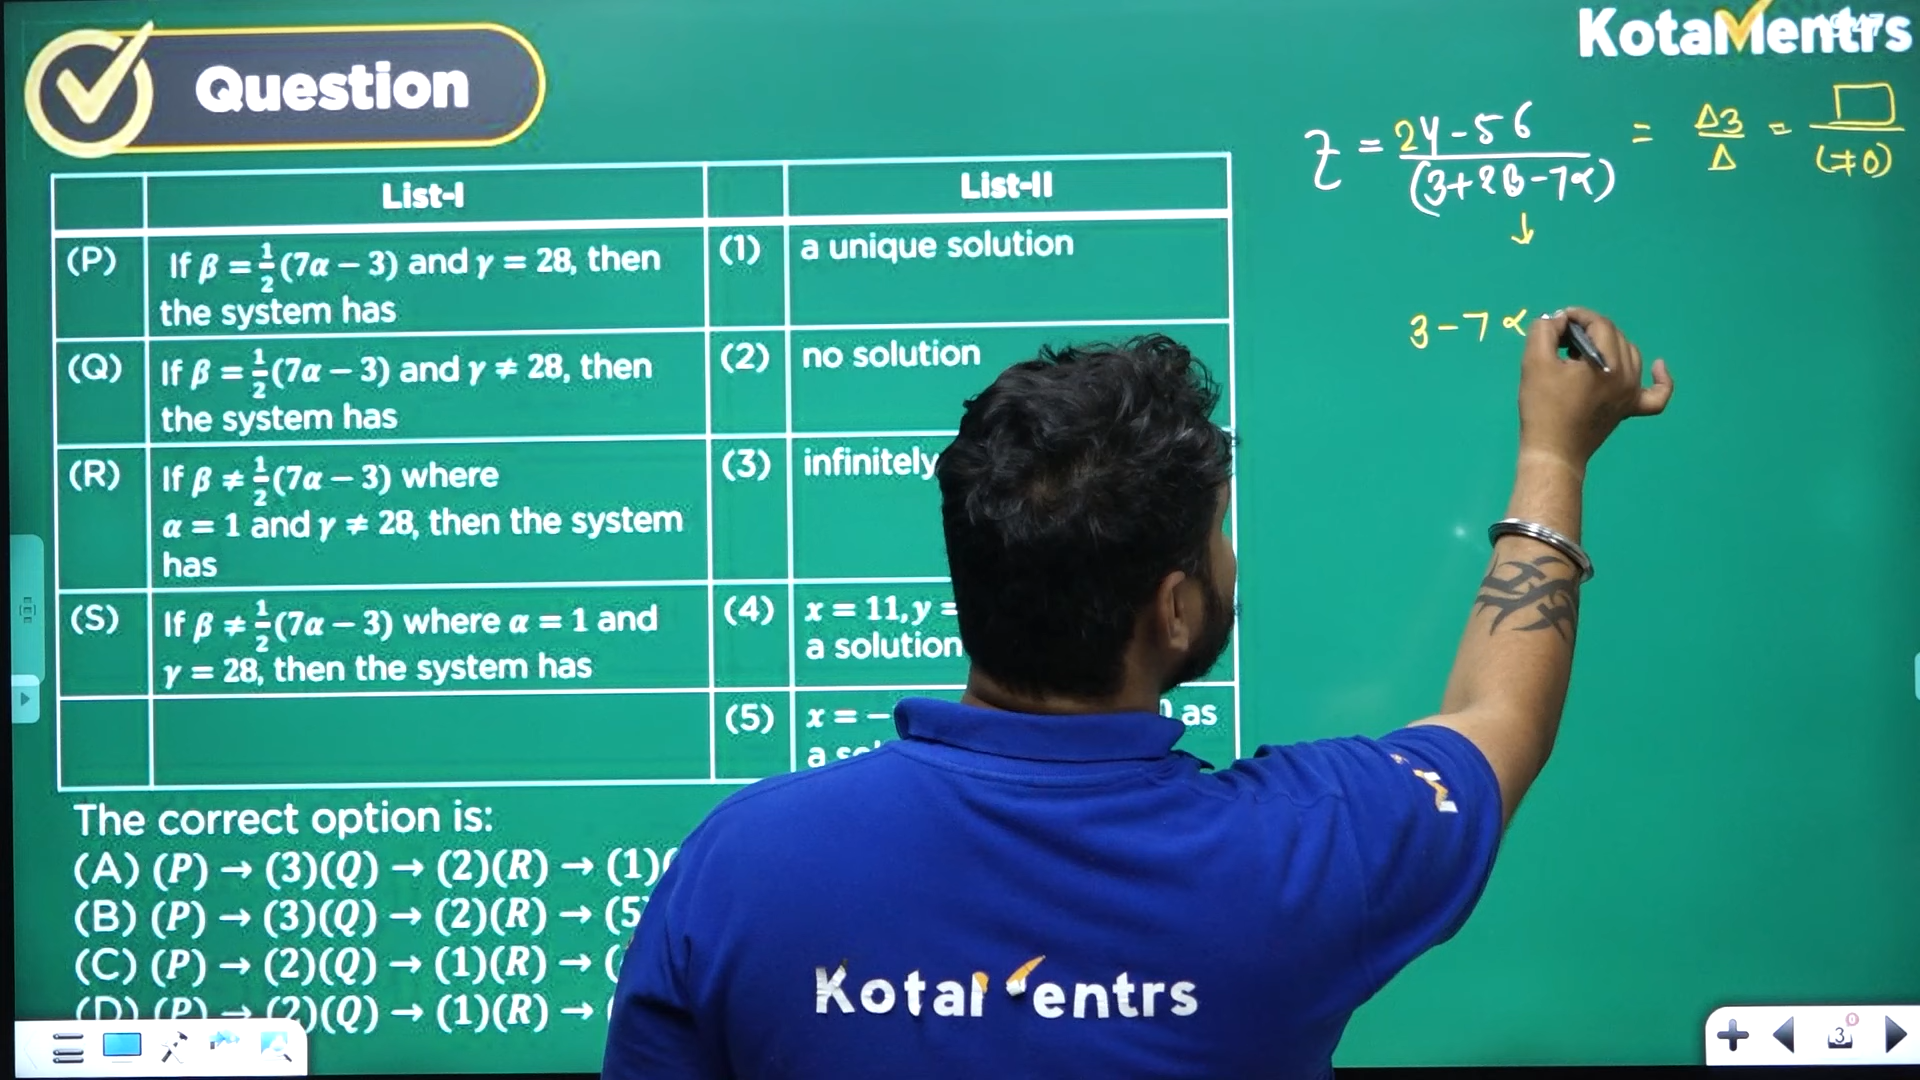 Question
KotaMentrs
List-I
List-II
(P)
If β = 1/2(7α − 3) and γ = 28, then
the system has
(1)
a unique solution
(Q)
If β = 1/2(7α − 3) and γ ≠ 28, then
the system has
(2)
no solution
(R)
If β ≠ 1/2(7α − 3) where
α = 1 and γ ≠ 28, then the system
has
(3)
infinitely
(S)
If β ≠ 1/2(7α − 3) where α = 1 and
γ = 28, then the system has
(4)
x = 11, y =
a solution
(5)
x = −
) as
a
The correct option is:
(A) (P) → (3)(Q) → (2)(R) → (1)(
(B) (P) → (3)(Q) → (2)(R) → (5
(C) (P) → (2)(Q) → (1)(R) → (
(D) (P) → (2)(Q) → (1)(R) →
Z = 2γ − 56 / (3 + 2β − 7α) = Δ3 / Δ = □ / (≠0)
↓
3 − 7α
Kota entrs
3
0